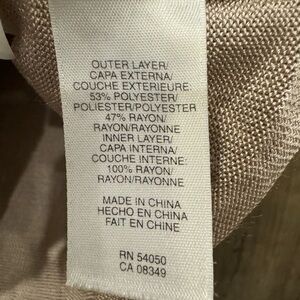 OUTER LAYER/
CAPA EXTERNA/
COUCHE EXTERIEURE:
53% POLYESTER/
POLIESTER/POLYESTER
47% RAYON/
RAYON/RAYONNE
INNER LAYER/
CAPA INTERNA/
COUCHE INTERNE:
100% RAYON/
RAYON/RAYONNE
MADE IN CHINA
HECHO EN CHINA
FAIT EN CHINE
RN 54050
CA 08349